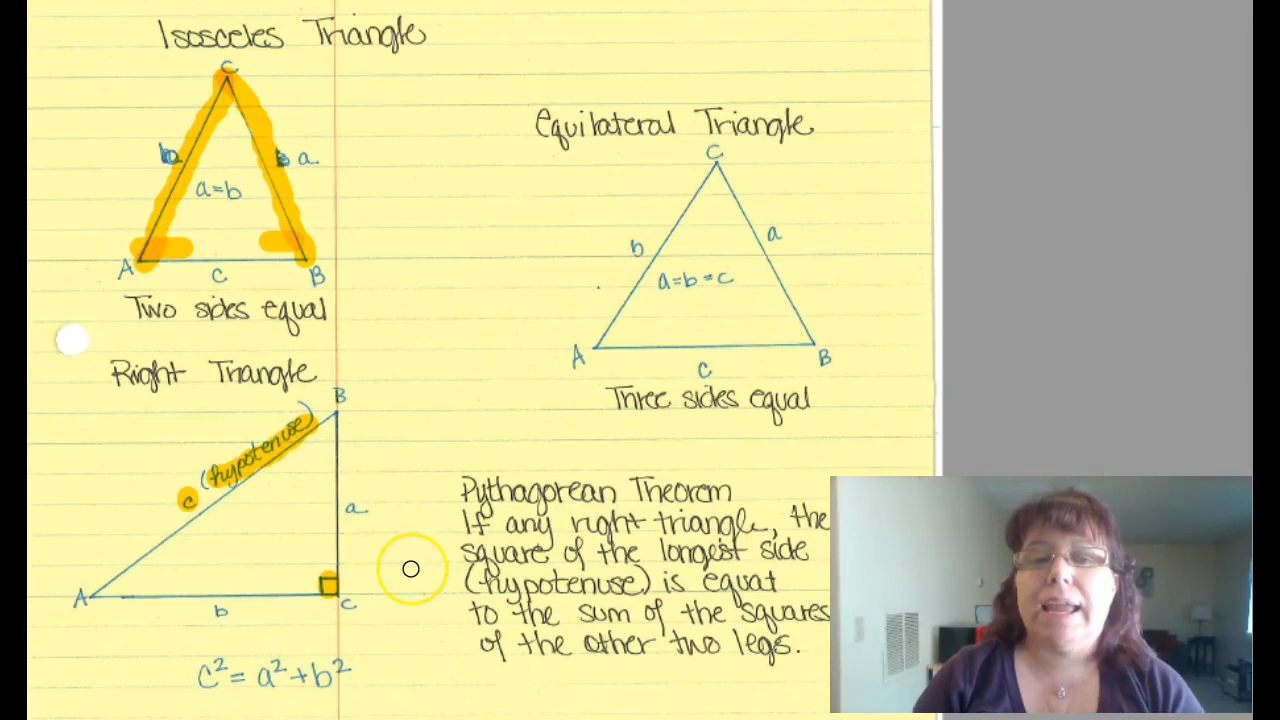 Isosceles Triangle
C
b
a
a=b
A
c
B
Two sides equal
Equilateral Triangle
C
b
a
a=b=c
A
c
B
Three sides equal
Right Triangle
B
c (hypotenuse)
a
A
b
C
c²=a²+b²
Pythagorean Theorem
If any right triangle, the
square of the longest side
(hypotenuse) is equal
to the sum of the squares
of the other two legs.